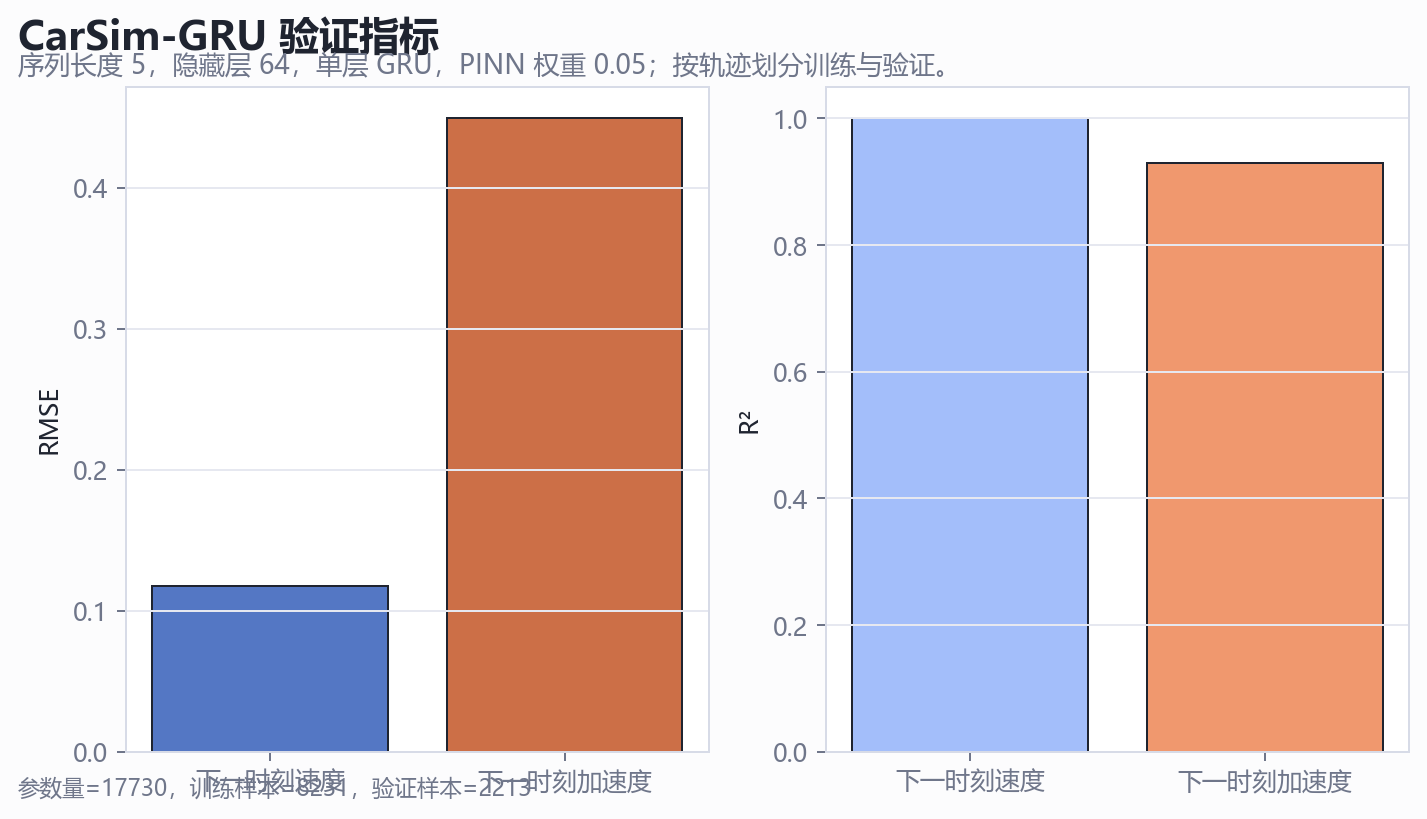 CarSim-GRU 验证指标
序列长度 5，隐藏层 64，单层 GRU，PINN 权重 0.05；按轨迹划分训练与验证。
RMSE
0.4
0.3
0.2
0.1
0.0
下一时刻速度
下一时刻加速度
R²
1.0
0.8
0.6
0.4
0.2
0.0
下一时刻速度
下一时刻加速度
参数量=17730，训练样本=8231，验证样本=2213